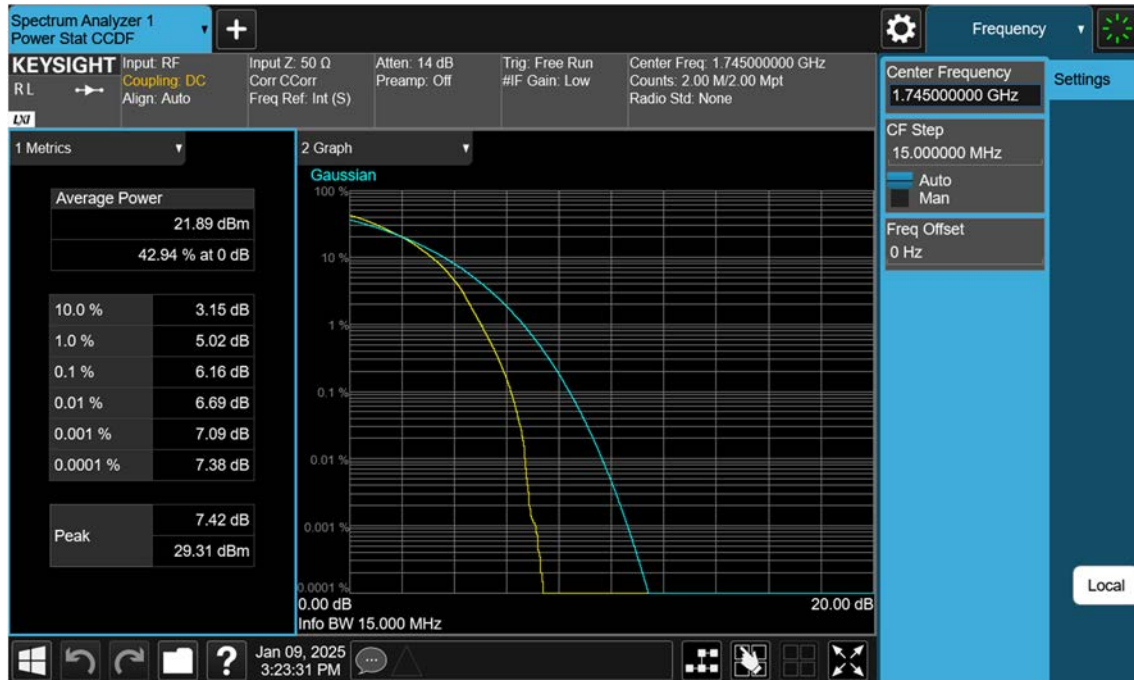 Spectrum Analyzer 1
Power Stat CCDF
Frequency
KEYSIGHT
RL
LXI
Input: RF
Coupling: DC
Align: Auto
Input Z: 50 Ω
Corr CCorr
Freq Ref: Int (S)
Atten: 14 dB
Preamp: Off
Trig: Free Run
#IF Gain: Low
Center Freq: 1.745000000 GHz
Counts: 2.00 M/2.00 Mpt
Radio Std: None
Center Frequency
1.745000000 GHz
Settings
CF Step
15.000000 MHz
Auto
Man
Freq Offset
0 Hz
Local
1 Metrics
Average Power
21.89 dBm
42.94 % at 0 dB
10.0 % 3.15 dB
1.0 % 5.02 dB
0.1 % 6.16 dB
0.01 % 6.69 dB
0.001 % 7.09 dB
0.0001 % 7.38 dB
Peak
7.42 dB
29.31 dBm
2 Graph
Gaussian
100 %
10 %
1 %
0.1 %
0.01 %
0.001 %
0.0001 %
0.00 dB 20.00 dB
Info BW 15.000 MHz
? Jan 09, 2025
3:23:31 PM